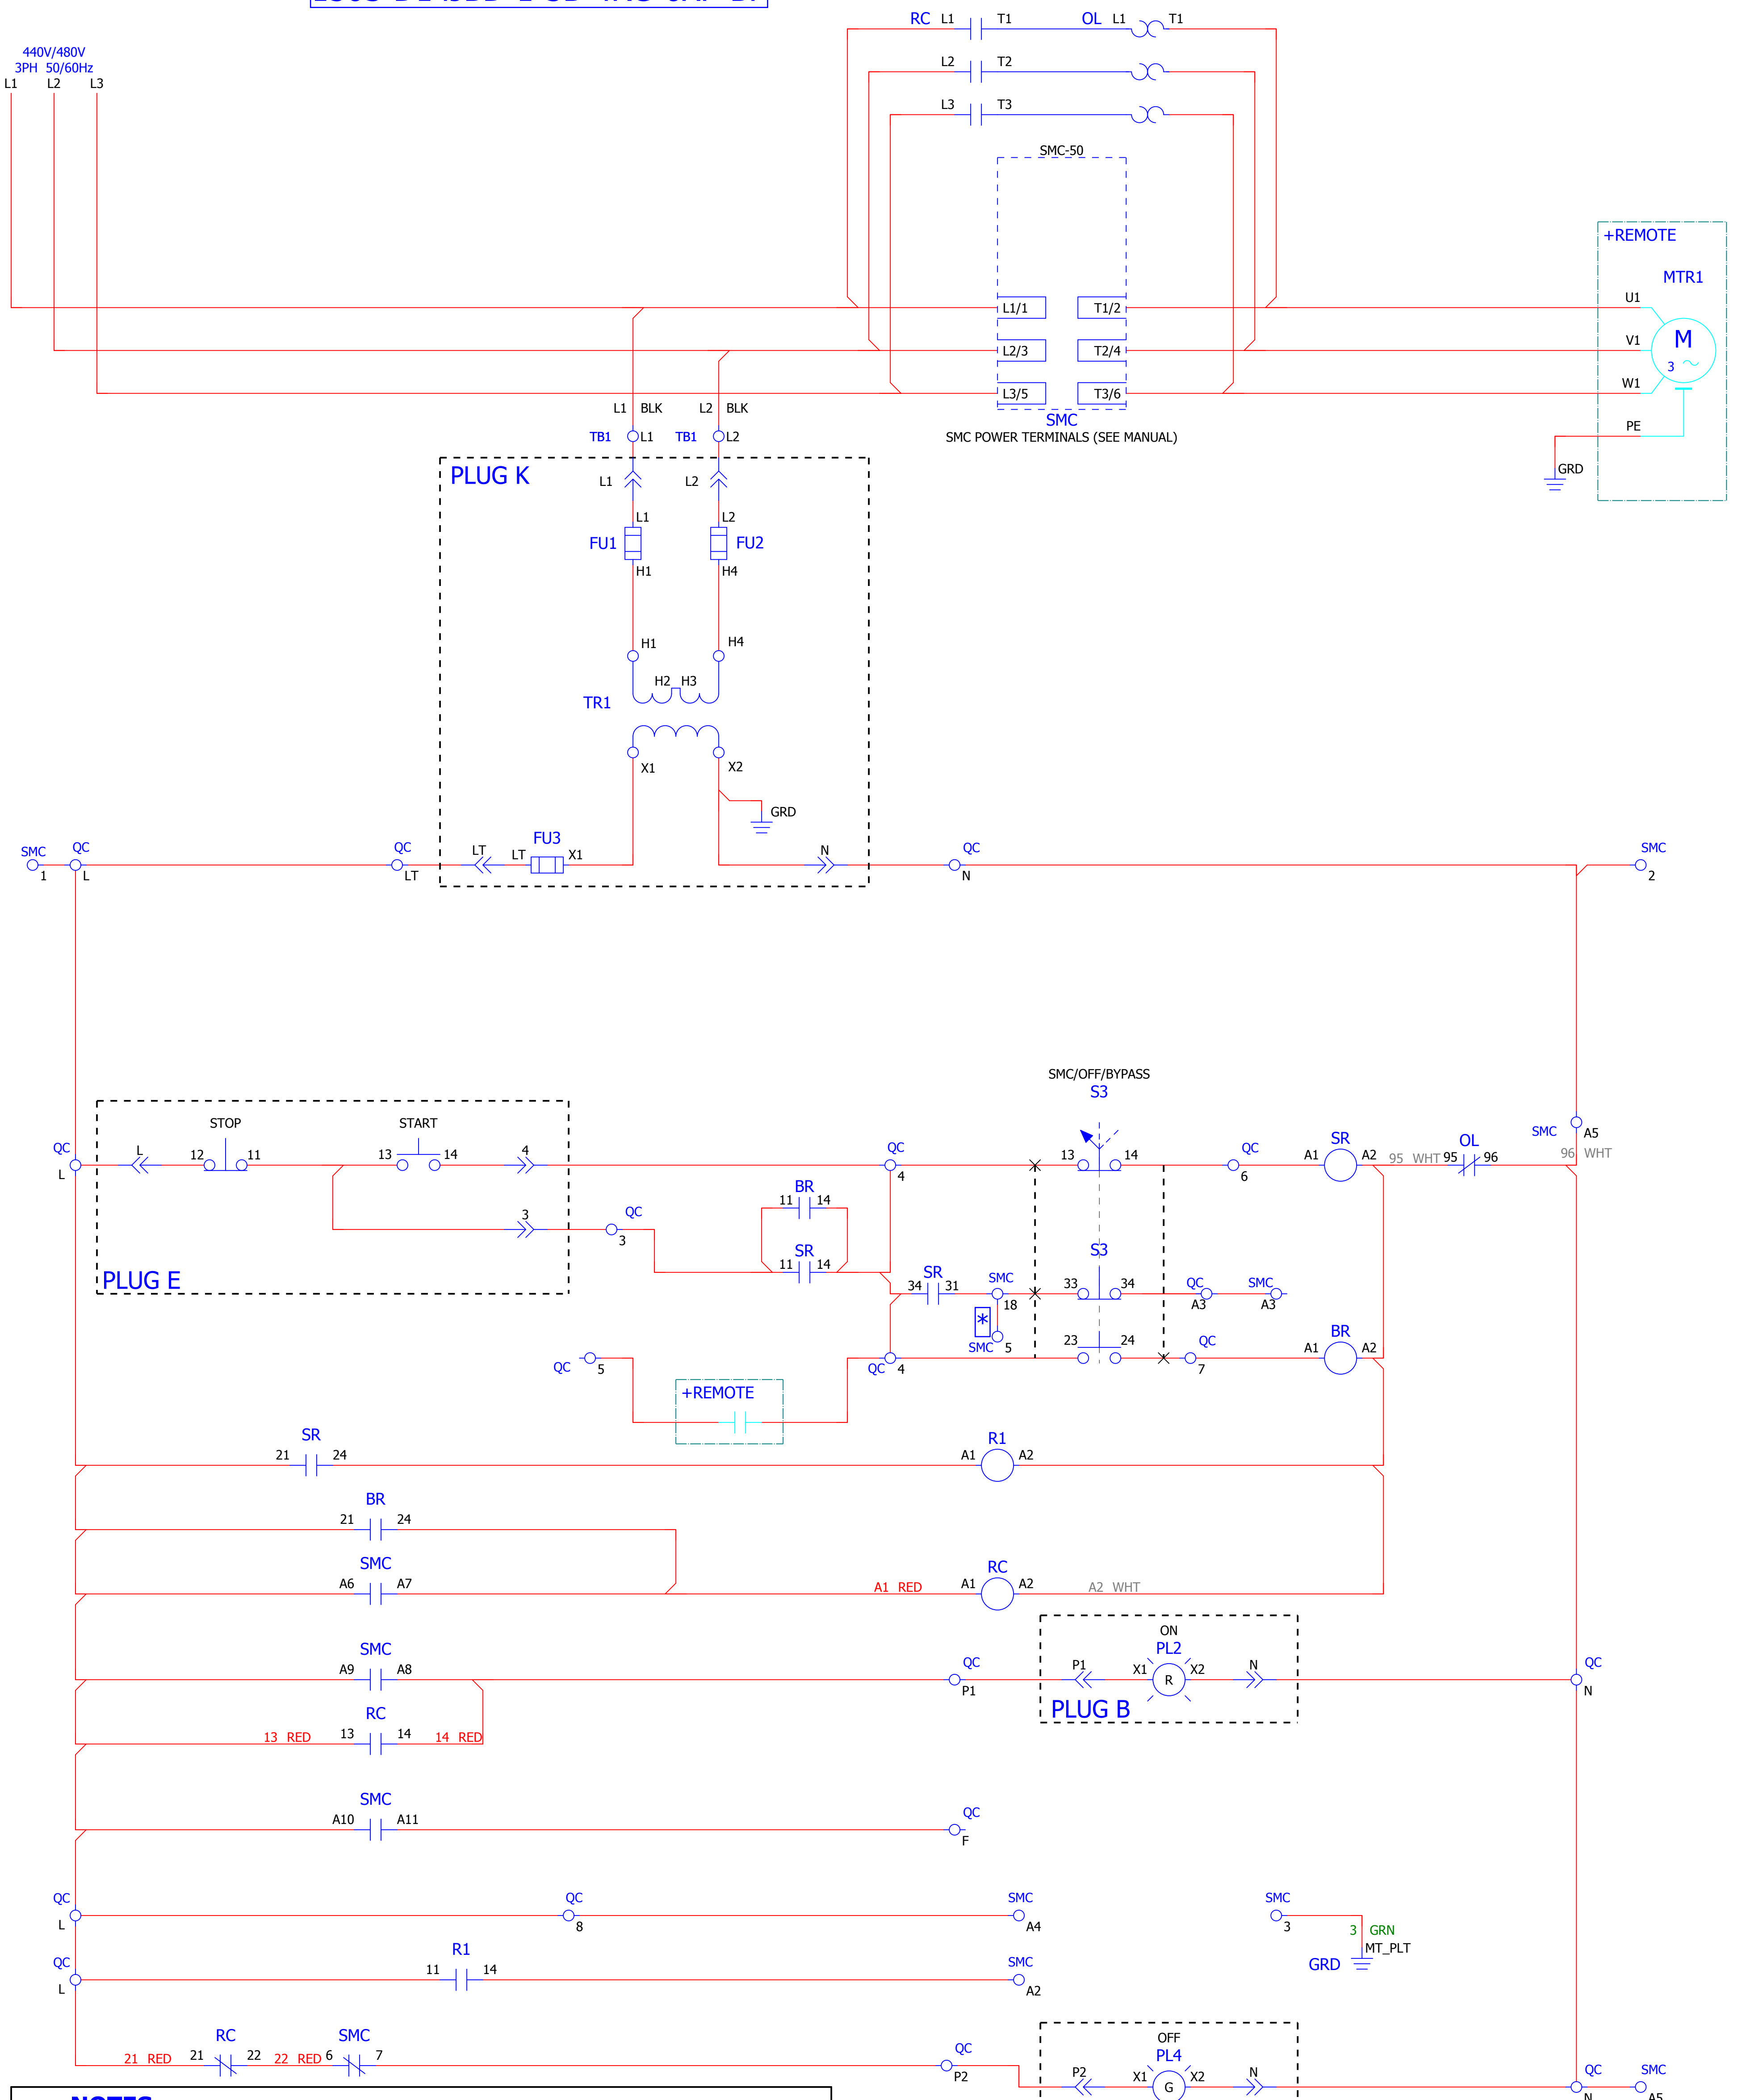 RC L1 T1 OL L1 T1
440V/480V
3PH 50/60Hz
L1 L2 L3
L2 T2
L3 T3
SMC-50
+REMOTE
MTR1
L1/1 T1/2 U1
L2/3 T2/4 V1 M
3
L3/5 T3/6 W1
L1 BLK L2 BLK
SMC
PE
TB1 L1 TB1 L2
SMC POWER TERMINALS (SEE MANUAL)
PLUG K
L1 L2
GRD
L1 L2
FU1 FU2
H1 H4
H1 H4
H2 H3
TR1
X1 X2
GRD
SMC QC QC LT LT FU3 X1 N QC SMC
1 L LT N 2
SMC/OFF/BYPASS
S3
STOP START
SMC A5
QC L 12 11 13 14 4 QC 13 14 QC SR A1 A2 95 WHT 95 OL 96 96 WHT
L 4 6
BR
11 14
3 QC
3
SR
11 14
S3
PLUG E
SR
34 31 SMC 33 34 QC SMC
18 A3 A3
*
SMC 5 23 24 QC BR A1 A2
QC 5 QC 4 7
+REMOTE
SR
21 24 R1 A1 A2
BR
21 24
SMC
A6 A7 A1 RED RC A1 A2 A2 WHT
ON
SMC PL2
A9 A8 QC P1 X1 R X2 N QC
P1 N
PLUG B
RC
13 RED 13 14 14 RED
SMC
A10 A11 QC
F
QC QC SMC SMC
L 8 A4 3
3 GRN
MT_PLT
GRD
QC R1 SMC
L 11 14 A2
OFF
RC SMC PL4
21 RED 21 22 22 RED 6 7 QC
P2 P2 X1 G X2 N QC SMC